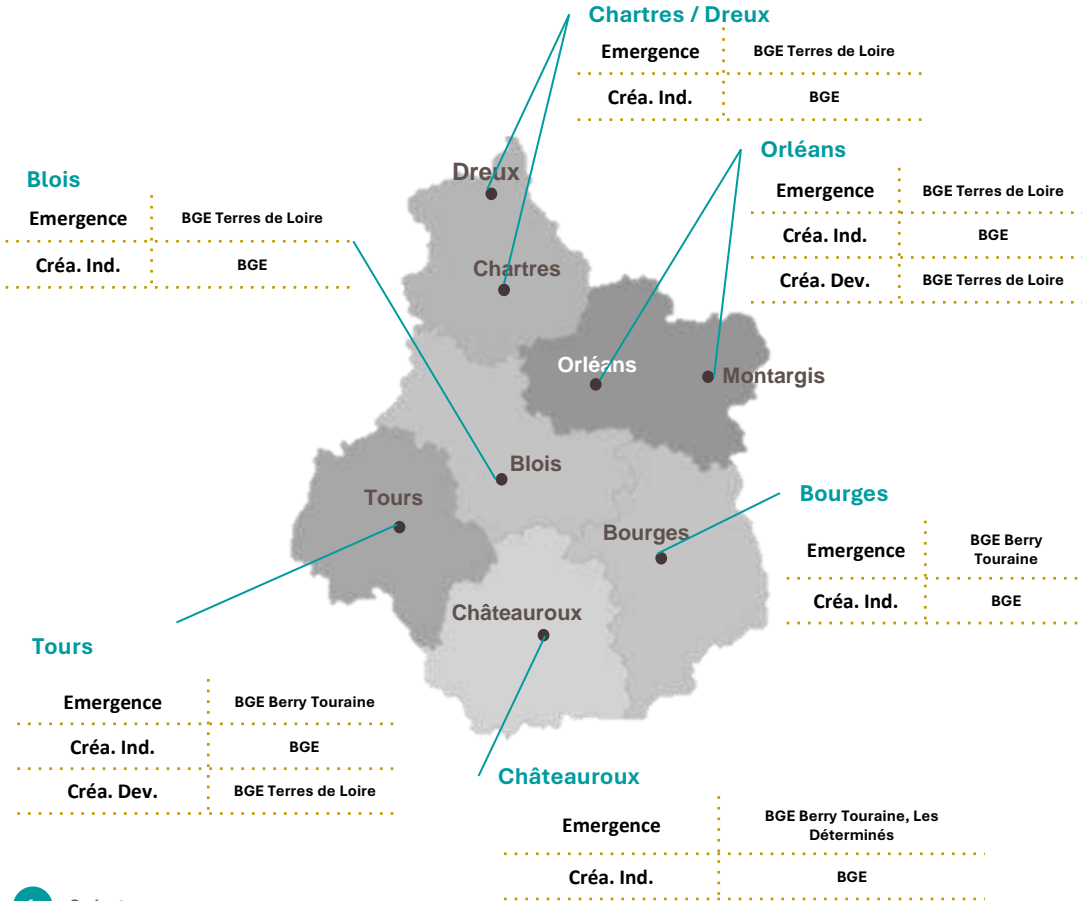 Chartres / Dreux
Emergence BGE Terres de Loire
Créa. Ind. BGE
Orléans
Emergence BGE Terres de Loire
Créa. Ind. BGE
Créa. Dev. BGE Terres de Loire
Blois
Emergence BGE Terres de Loire
Créa. Ind. BGE
Dreux
Chartres
Orléans
Montargis
Blois
Tours
Bourges
Châteauroux
Bourges
Emergence BGE Berry
Touraine
Créa. Ind. BGE
Tours
Emergence BGE Berry Touraine
Créa. Ind. BGE
Créa. Dev. BGE Terres de Loire
Châteauroux
Emergence BGE Berry Touraine, Les
Déterminés
Créa. Ind. BGE